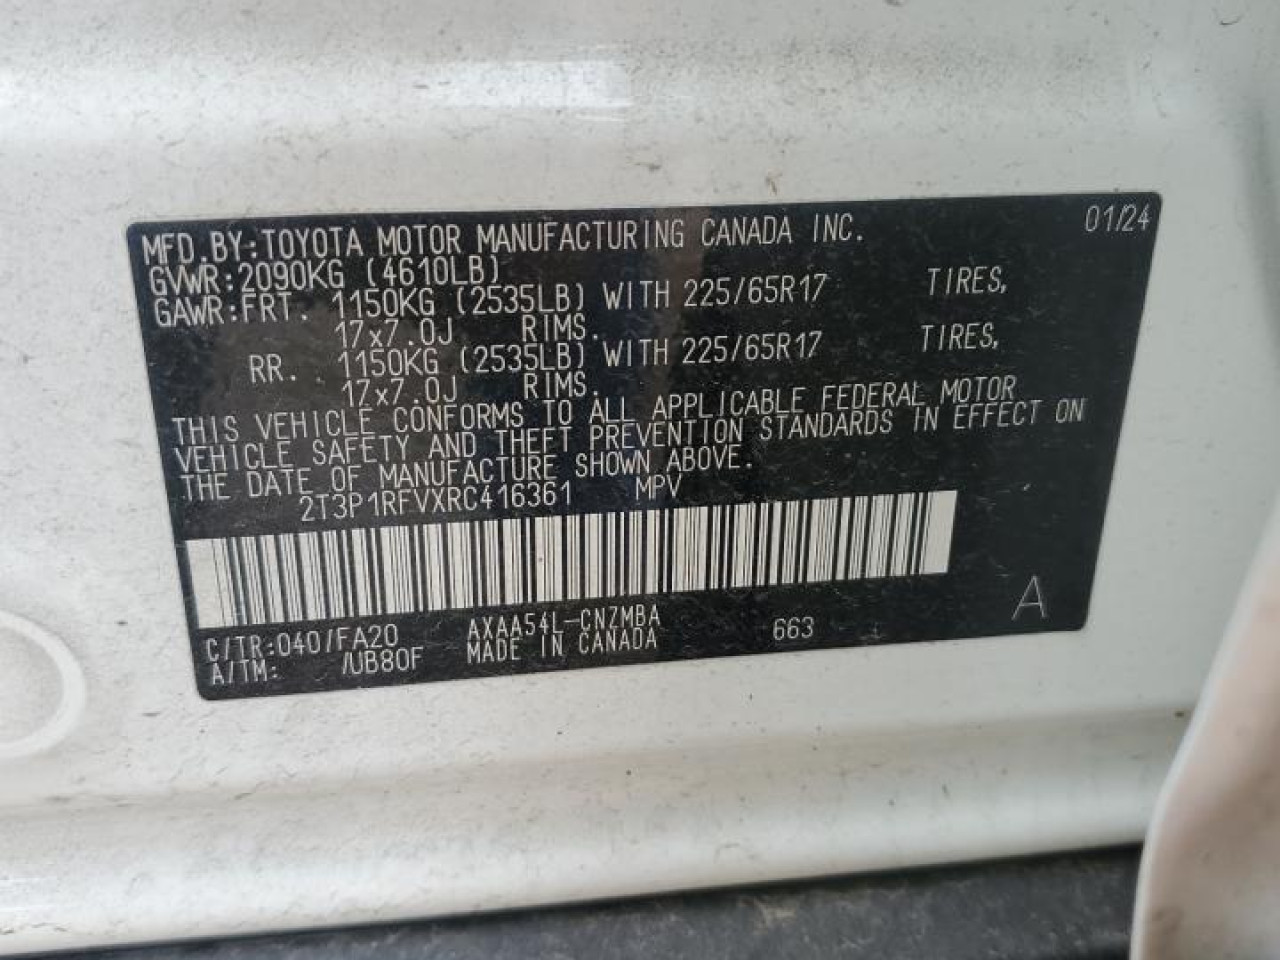 MFD.BY:TOYOTA MOTOR MANUFACTURING CANADA INC. 01/24
GVWR:2090KG (4610LB)
GAWR:FRT. 1150KG (2535LB) WITH 225/65R17 TIRES,
17x7.0J RIMS.
RR. 1150KG (2535LB) WITH 225/65R17 TIRES,
17x7.0J RIMS.
THIS VEHICLE CONFORMS TO ALL APPLICABLE FEDERAL MOTOR
VEHICLE SAFETY AND THEFT PREVENTION STANDARDS IN EFFECT ON
THE DATE OF MANUFACTURE SHOWN ABOVE.
2T3P1RFVXRC416361 MPV
C/TR:040/FA20 AXAA54L-CNZMBA 663 A
A/TM: /UB80F MADE IN CANADA